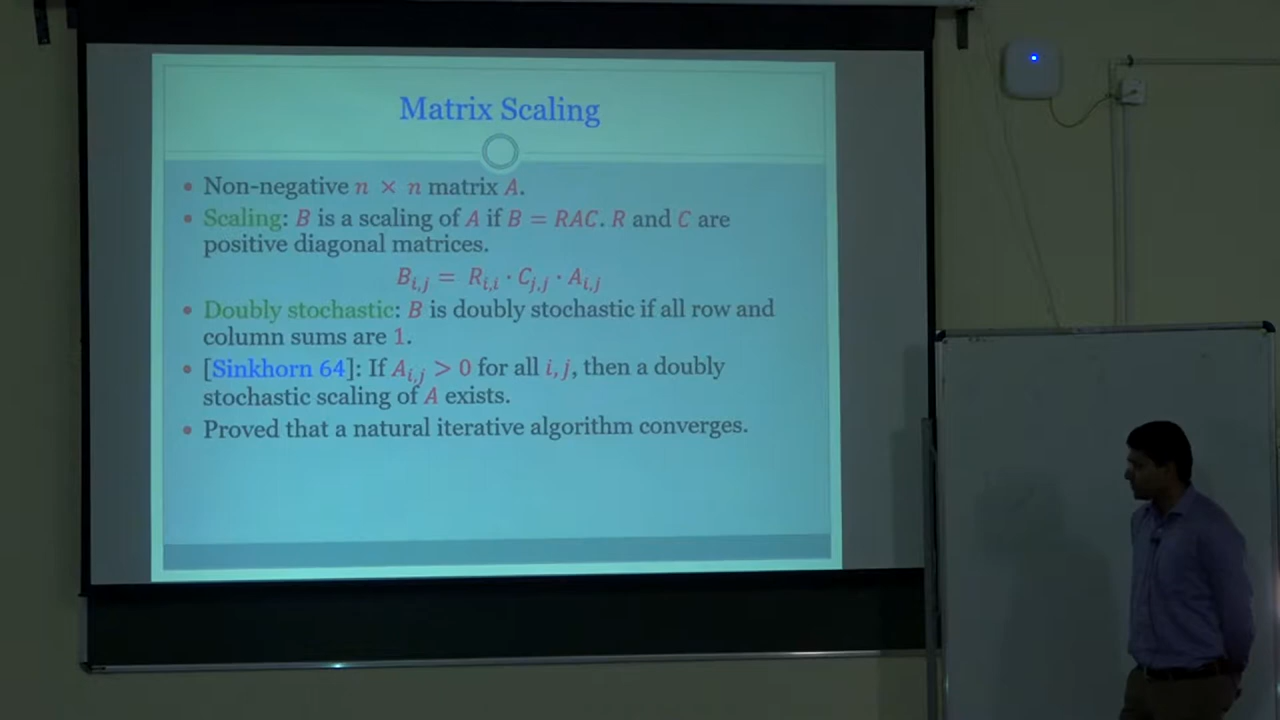 Matrix Scaling
• Non-negative n × n matrix A.
• Scaling: B is a scaling of A if B = RAC. R and C are
positive diagonal matrices.
B_{i,j} = R_{i,i} · C_{j,j} · A_{i,j}
• Doubly stochastic: B is doubly stochastic if all row and
column sums are 1.
• [Sinkhorn 64]: If A_{i,j} > 0 for all i, j, then a doubly
stochastic scaling of A exists.
• Proved that a natural iterative algorithm converges.